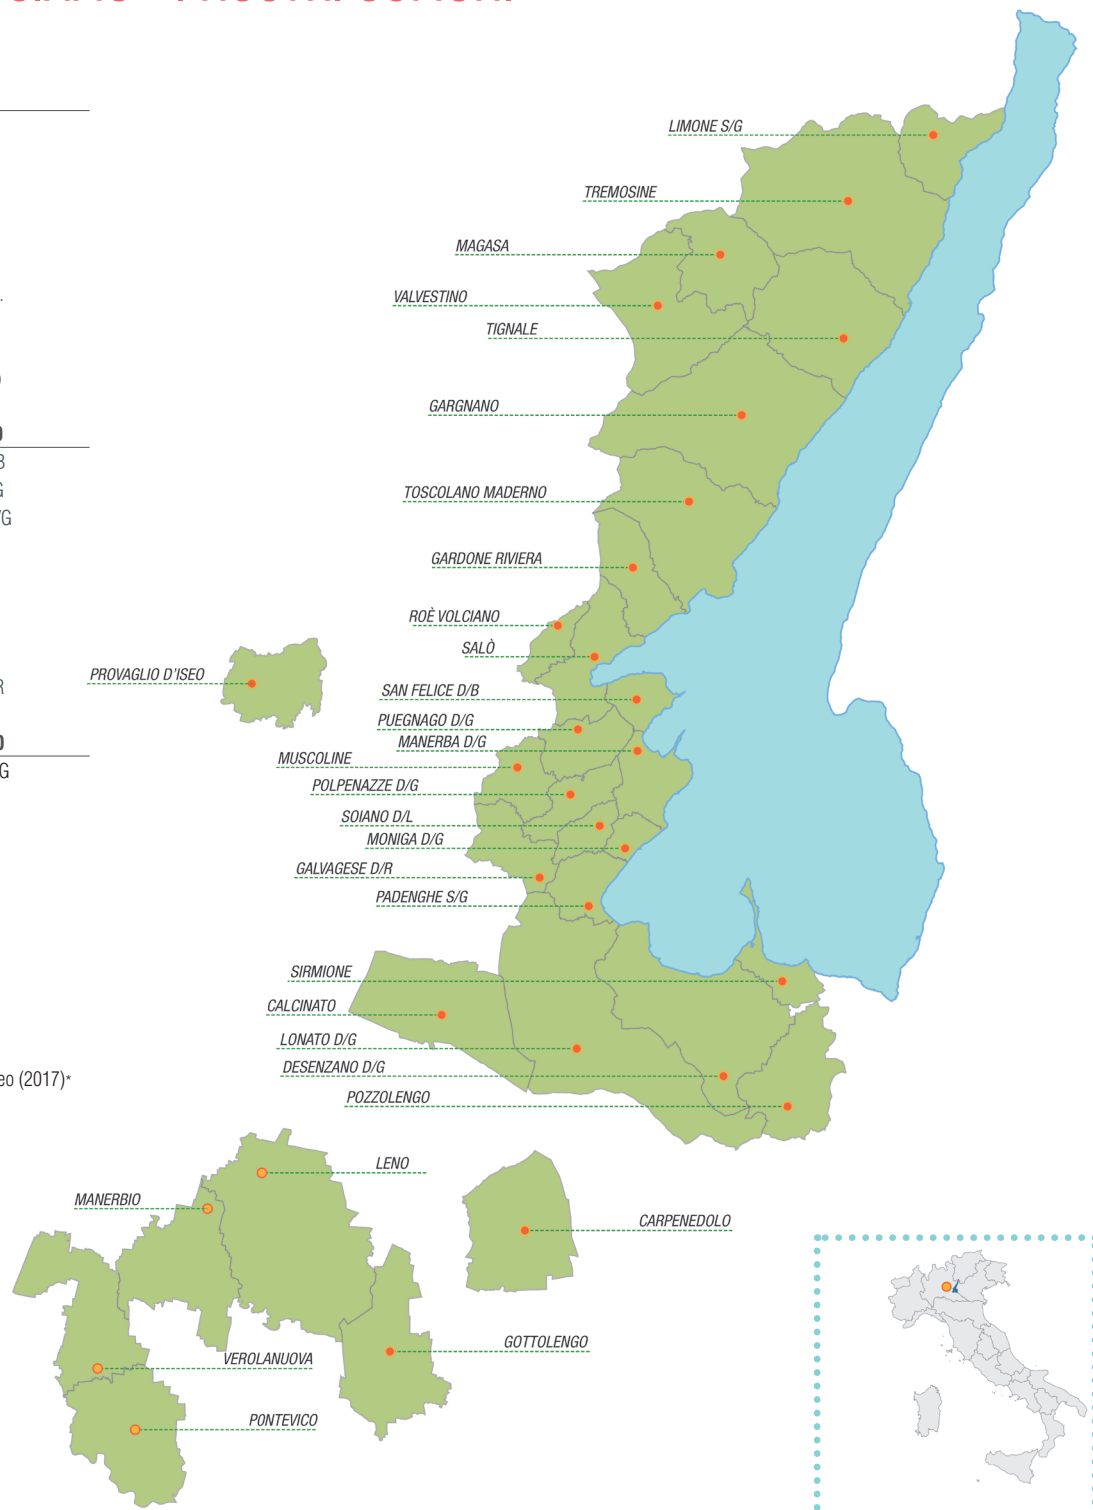 LIMONE S/G
TREMOSINE
MAGASA
VALVESTINO
TIGNALE
GARGNANO
TOSCOLANO MADERNO
GARDONE RIVIERA
ROÈ VOLCIANO
SALÒ
PROVAGLIO D'ISEO
SAN FELICE D/B
PUEGNAGO D/G
MANERBA D/G
MUSCOLINE
POLPENAZZE D/G
SOIANO D/L
MONIGA D/G
GALVAGESE D/R
PADENGHE S/G
SIRMIONE
CALCINATO
LONATO D/G
DESENZANO D/G
(2017)*
POZZOLENGO
LENO
MANERBIO
CARPENEDOLO
GOTTOLENGO
VEROLANUOVA
PONTEVICO